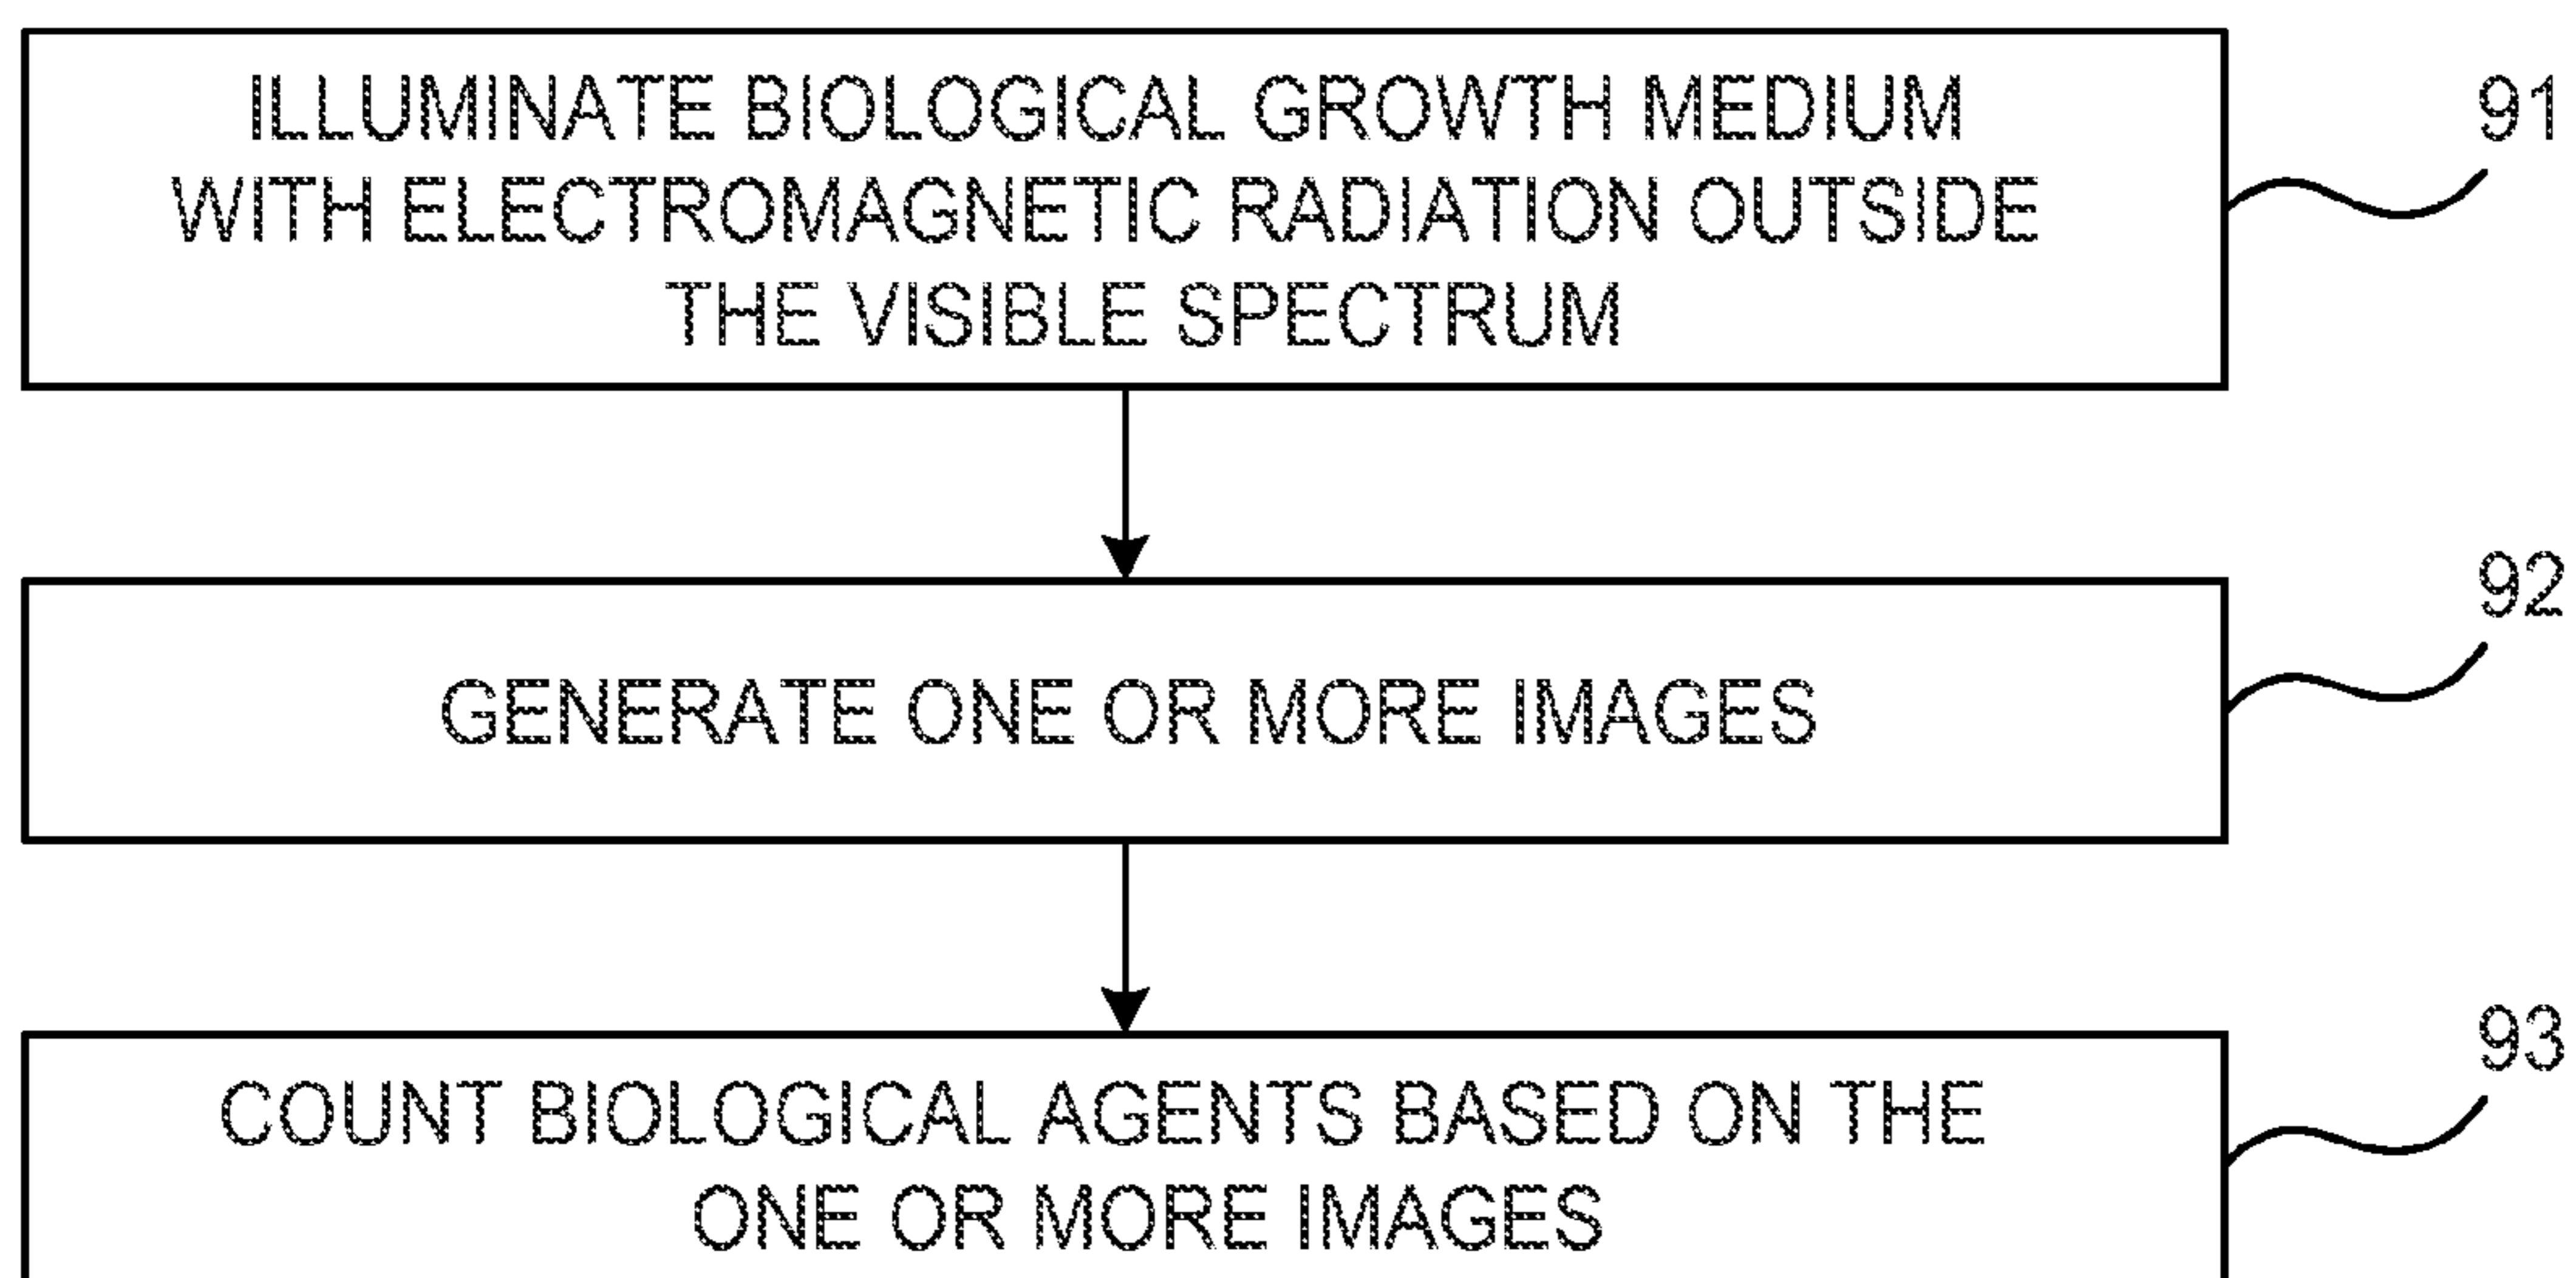 ILLUMINATE BIOLOGICAL GROWTH MEDIUM
WITH ELECTROMAGNETIC RADIATION OUTSIDE
THE VISIBLE SPECTRUM
91
GENERATE ONE OR MORE IMAGES
92
COUNT BIOLOGICAL AGENTS BASED ON THE
ONE OR MORE IMAGES
93